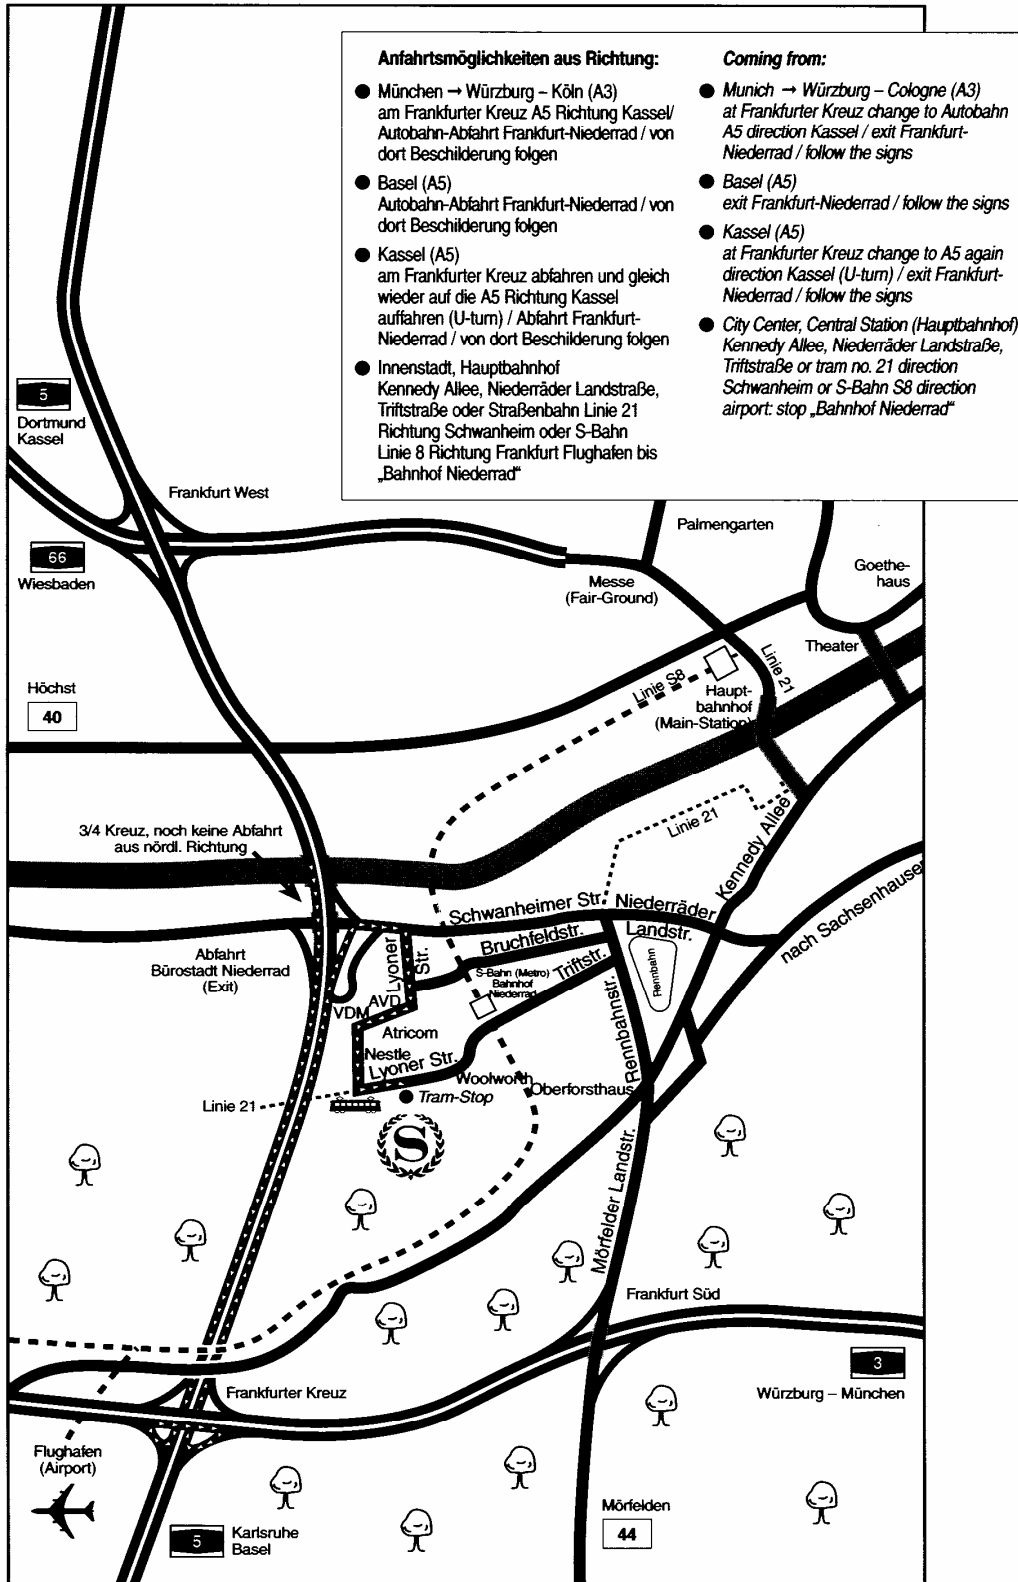 Anfahrtsmöglichkeiten aus Richtung:
● München → Würzburg – Köln (A3)
am Frankfurter Kreuz A5 Richtung Kassel/
Autobahn-Abfahrt Frankfurt-Niederrad / von
dort Beschilderung folgen
● Basel (A5)
Autobahn-Abfahrt Frankfurt-Niederrad / von
dort Beschilderung folgen
● Kassel (A5)
am Frankfurter Kreuz abfahren und gleich
wieder auf die A5 Richtung Kassel
auffahren (U-turn) / Abfahrt Frankfurt-
Niederrad / von dort Beschilderung folgen
● Innenstadt, Hauptbahnhof
Kennedy Allee, Niederräder Landstraße,
Triftstraße oder Straßenbahn Linie 21
Richtung Schwanheim oder S-Bahn
Linie 8 Richtung Frankfurt Flughafen bis
„Bahnhof Niederrad“
Coming from:
● Munich → Würzburg – Cologne (A3)
at Frankfurter Kreuz change to Autobahn
A5 direction Kassel / exit Frankfurt-
Niederrad / follow the signs
● Basel (A5)
exit Frankfurt-Niederrad / follow the signs
● Kassel (A5)
at Frankfurter Kreuz change to A5 again
direction Kassel (U-turn) / exit Frankfurt-
Niederrad / follow the signs
● City Center, Central Station (Hauptbahnhof)
Kennedy Allee, Niederräder Landstraße,
Triftstraße or tram no. 21 direction
Schwanheim or S-Bahn S8 direction
airport: stop „Bahnhof Niederrad“
5
Dortmund
Kassel
Frankfurt West
66
Wiesbaden
Palmengarten
Messe
(Fair-Ground)
Goethe-
haus
Theater
Linie 21
Linie S8
Haupt-
bahnhof
(Main-Station)
Höchst
40
3/4 Kreuz, noch keine Abfahrt
aus nördl. Richtung
Linie 21
Kennedy Allee
nach Sachsenhausen
Schwanheimer Str.
Niederräder
Landstr.
Bruchfeldstr.
Triftstr.
Rennbahn
Rennbahnstr.
Lyoner
Str.
S-Bahn (Metro)
Bahnhof
Niederrad
Abfahrt
Bürostadt Niederrad
(Exit)
AVD
VDM
Atricom
Nestle
Lyoner Str.
Woolworth
Oberforsthaus
Linie 21
Tram-Stop
S
Mörfelder Landstr.
Frankfurt Süd
3
Würzburg – München
Frankfurter Kreuz
Flughafen
(Airport)
5
Karlsruhe
Basel
Mörfelden
44